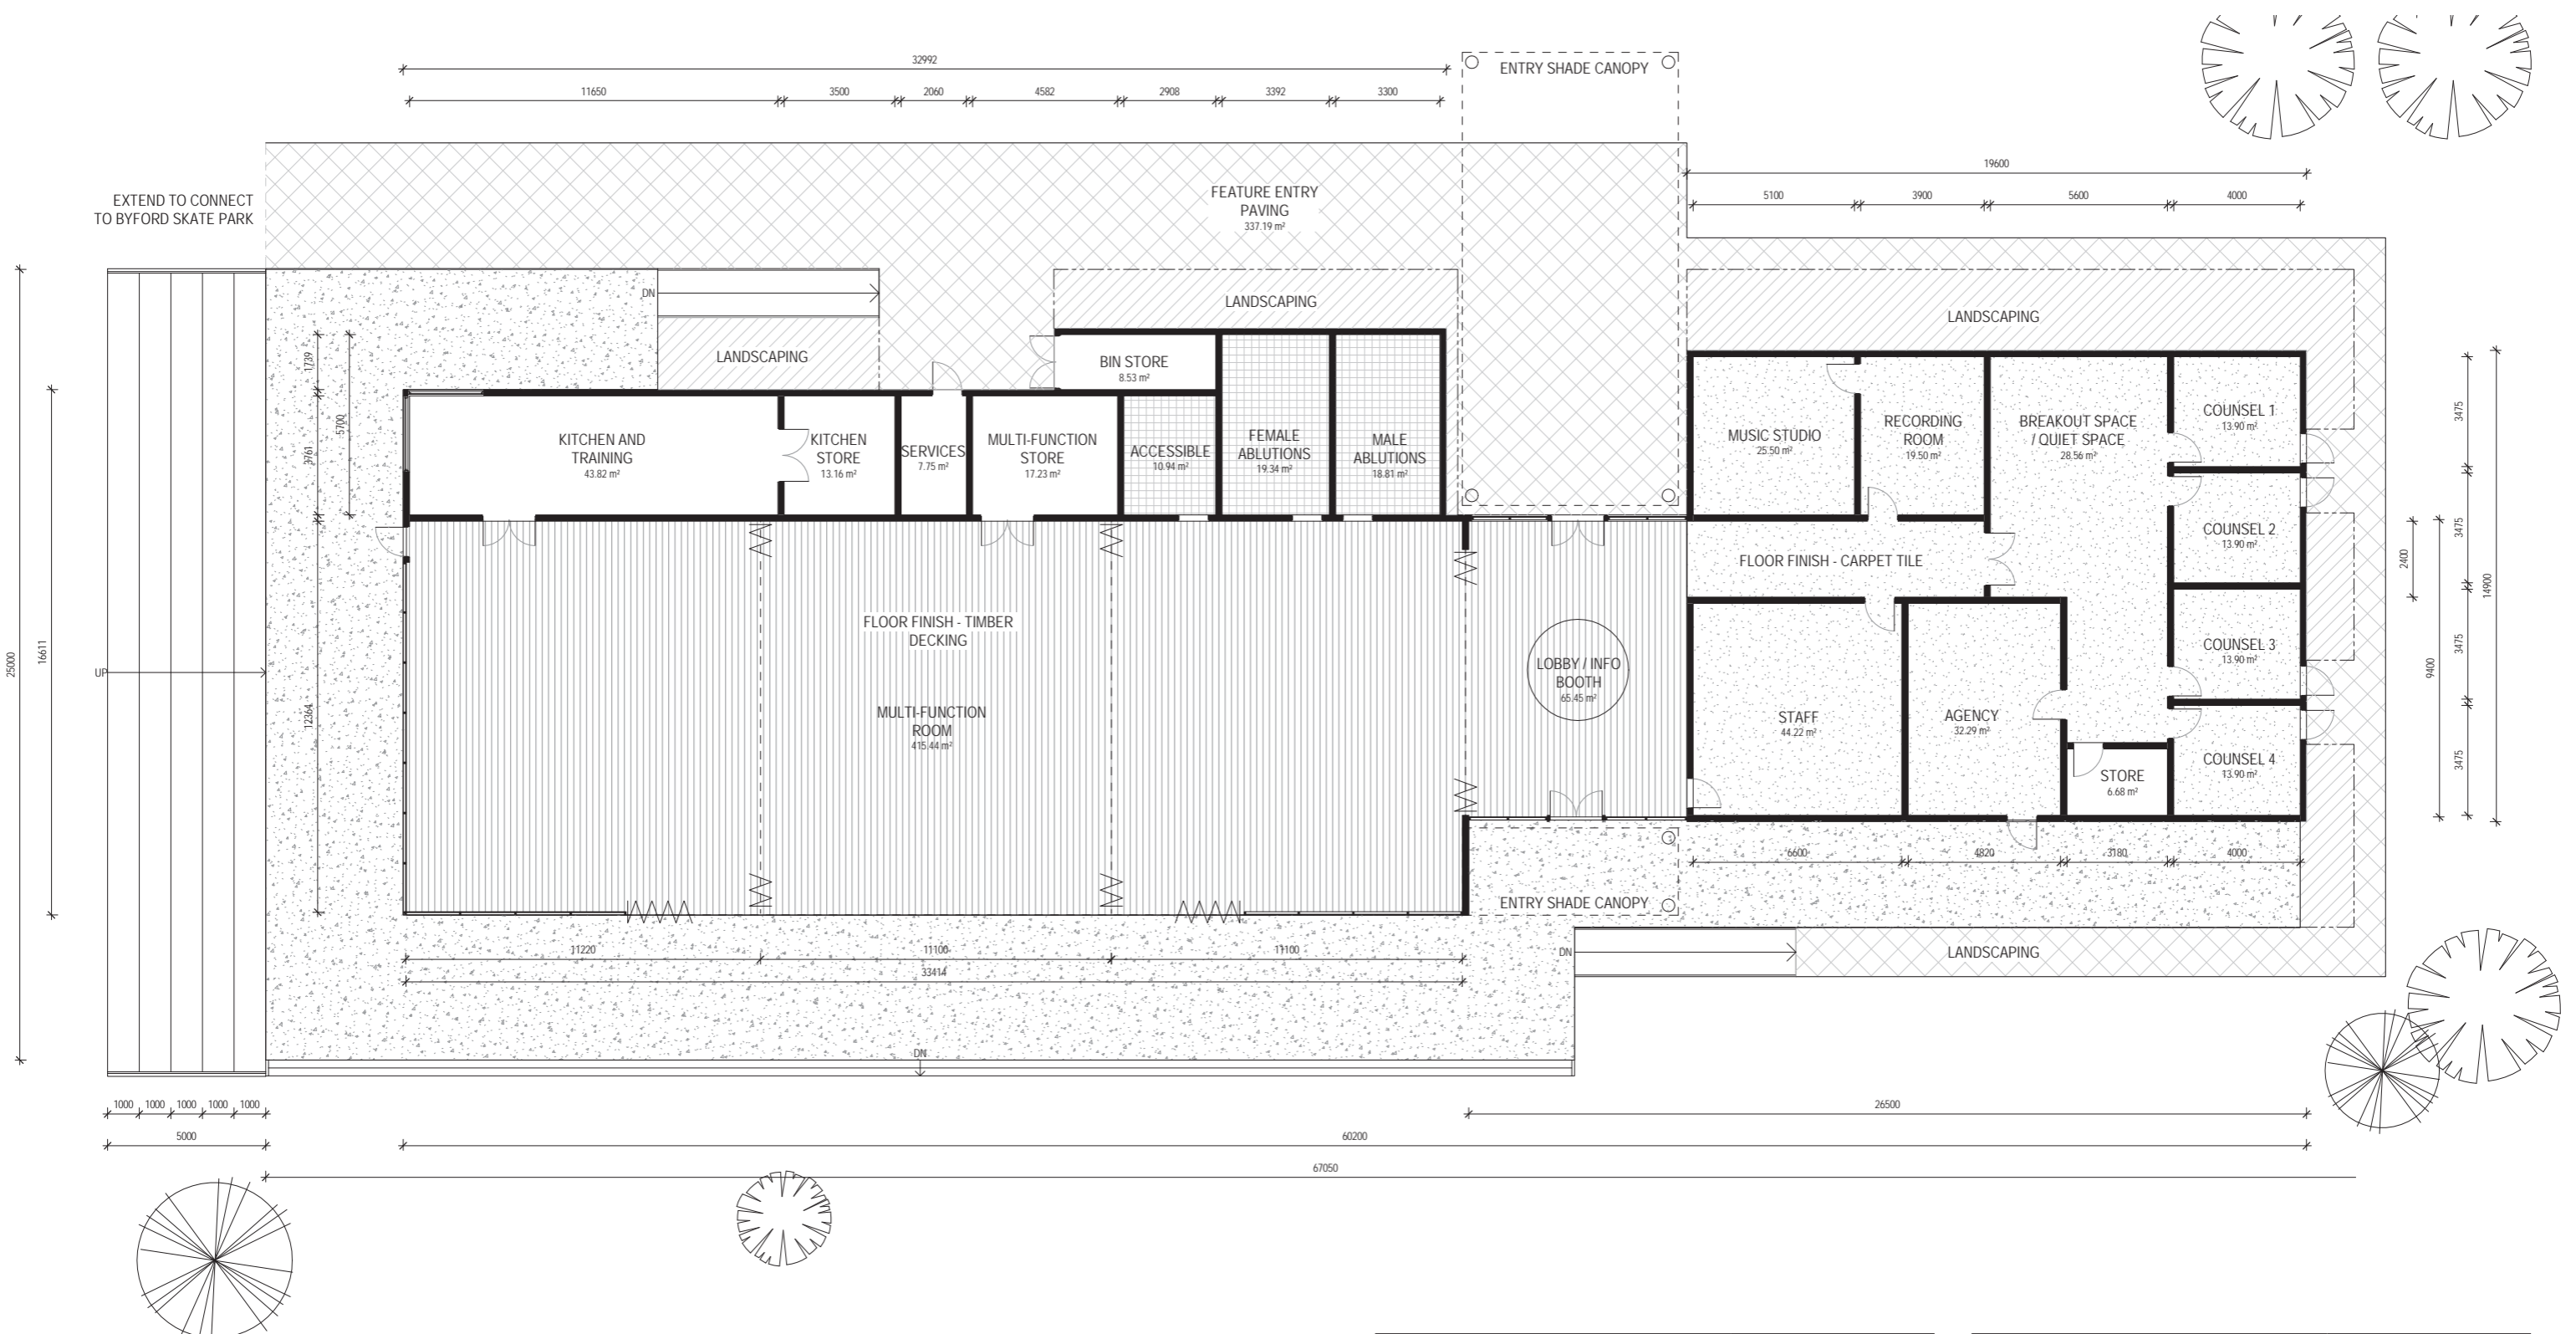 32992
ENTRY SHADE CANOPY
11650
3500
2060
4582
2908
3392
3300
19600
5100
3900
5600
4000
EXTEND TO CONNECT
TO BYFORD SKATE PARK
FEATURE ENTRY
PAVING
337.19 m²
DN
LANDSCAPING
LANDSCAPING
LANDSCAPING
BIN STORE
8.53 m²
1739
5700
3761
KITCHEN AND
TRAINING
43.82 m²
KITCHEN
STORE
13.16 m²
SERVICES
7.75 m²
MULTI-FUNCTION
STORE
17.23 m²
ACCESSIBLE
10.94 m²
FEMALE
ABLUTIONS
19.34 m²
MALE
ABLUTIONS
18.81 m²
MUSIC STUDIO
25.50 m²
RECORDING
ROOM
19.50 m²
BREAKOUT SPACE
/ QUIET SPACE
28.56 m²
COUNSEL 1
13.90 m²
3475
COUNSEL 2
13.90 m²
3475
2400
14900
FLOOR FINISH - CARPET TILE
FLOOR FINISH - TIMBER
DECKING
25000
16611
UP
12364
MULTI-FUNCTION
ROOM
415.44 m²
LOBBY / INFO
BOOTH
65.45 m²
STAFF
44.22 m²
AGENCY
32.29 m²
COUNSEL 3
13.90 m²
3475
9400
STORE
6.68 m²
COUNSEL 4
13.90 m²
3475
6600
4820
3180
4000
ENTRY SHADE CANOPY
11220
11100
11100
33414
DN
LANDSCAPING
DN
1000
1000
1000
1000
1000
5000
26500
60200
67050